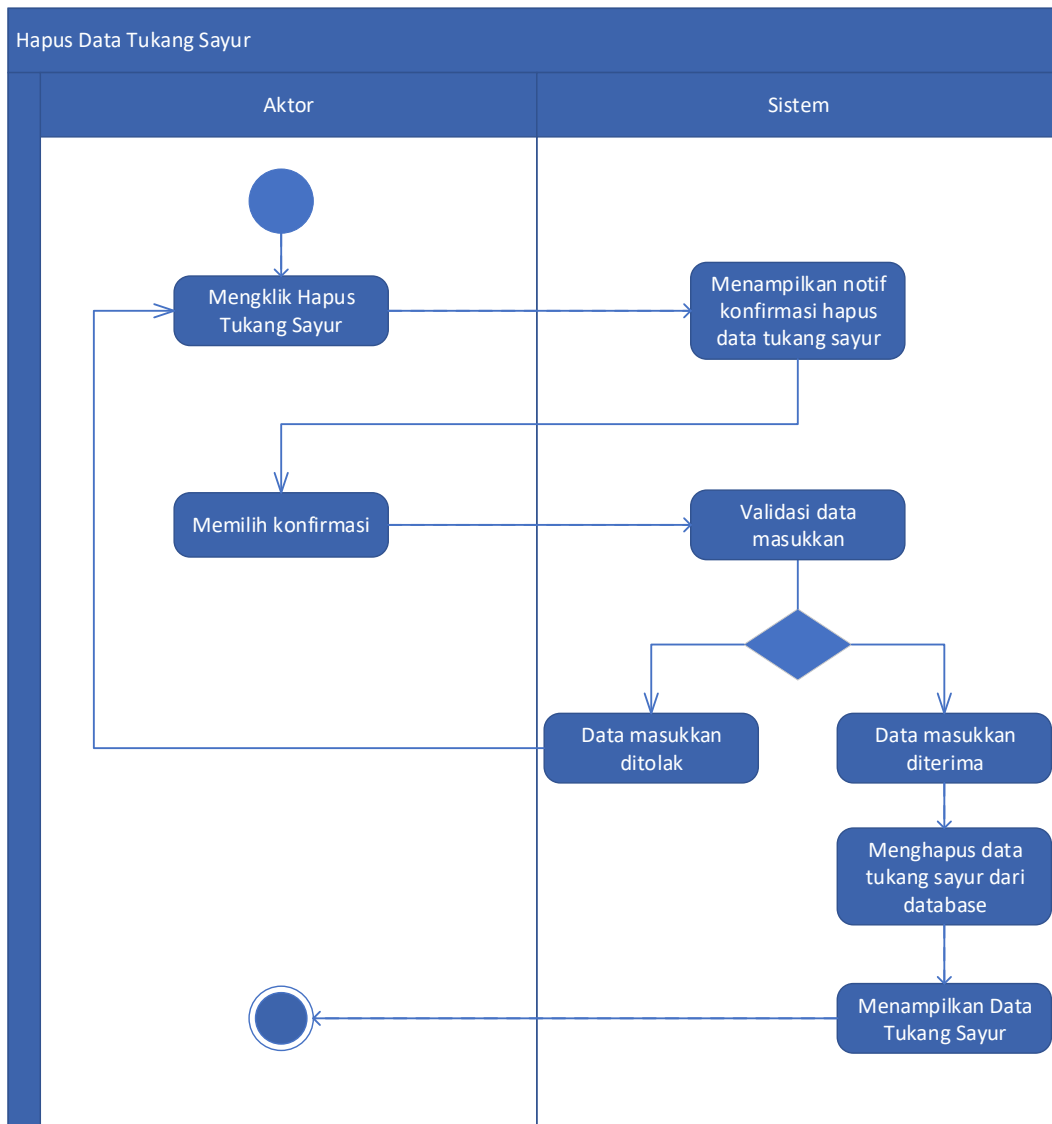 Hapus Data Tukang Sayur
Aktor
Sistem
Mengklik Hapus
Tukang Sayur
Menampilkan notif
konfirmasi hapus
data tukang sayur
Memilih konfirmasi
Validasi data
masukkan
Data masukkan
ditolak
Data masukkan
diterima
Menghapus data
tukang sayur dari
database
Menampilkan Data
Tukang Sayur